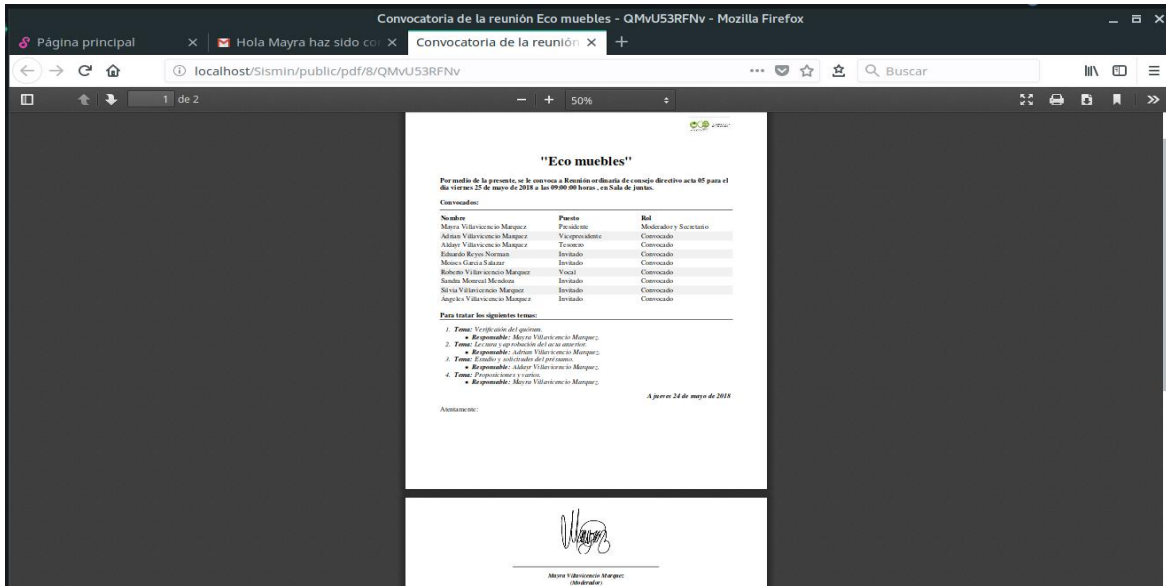 Convocatoria de la reunión Eco muebles - QMvU53RFNv - Mozilla Firefox
Página principal
Hola Mayra haz sido co
Convocatoria de la reunión
localhost/Sismin/public/pdf/8/QMvU53RFNv
Buscar
1 de 2
50%
eco
"Eco muebles"
Por medio de la presente, se le convoca a Reunión ordinaria de consejo directivo acta 05 para el
día viernes 25 de mayo de 2018 a las 09:00:00 horas , en Sala de juntas.
Convocados:
Nombre Puesto Rol
Mayra Villavicencio Marquez Presidente Moderador y Secretario
Adrian Villavicencio Marquez Vicepresidente Convocado
Aldayr Villavicencio Marquez Tesorero Convocado
Eduardo Reyes Norman Invitado Convocado
Moises Garcia Salazar Invitado Convocado
Roberto Villavicencio Marquez Vocal Convocado
Sandra Monreal Mendoza Invitado Convocado
Silvia Villavicencio Marquez Invitado Convocado
Angeles Villavicencio Marquez Invitado Convocado
Para tratar los siguientes temas:
1. Tema: Verificación del quórum.
• Responsable: Mayra Villavicencio Marquez.
2. Tema: Lectura y aprobación del acta anterior.
• Responsable: Adrian Villavicencio Marquez.
3. Tema: Estudio y solicitudes del présumo.
• Responsable: Aldayr Villavicencio Marquez.
4. Tema: Proposiciones y varios.
• Responsable: Mayra Villavicencio Marquez.
A jueves 24 de mayo de 2018
Atentamente:
Mayra Villavicencio Marquez
(Moderador)